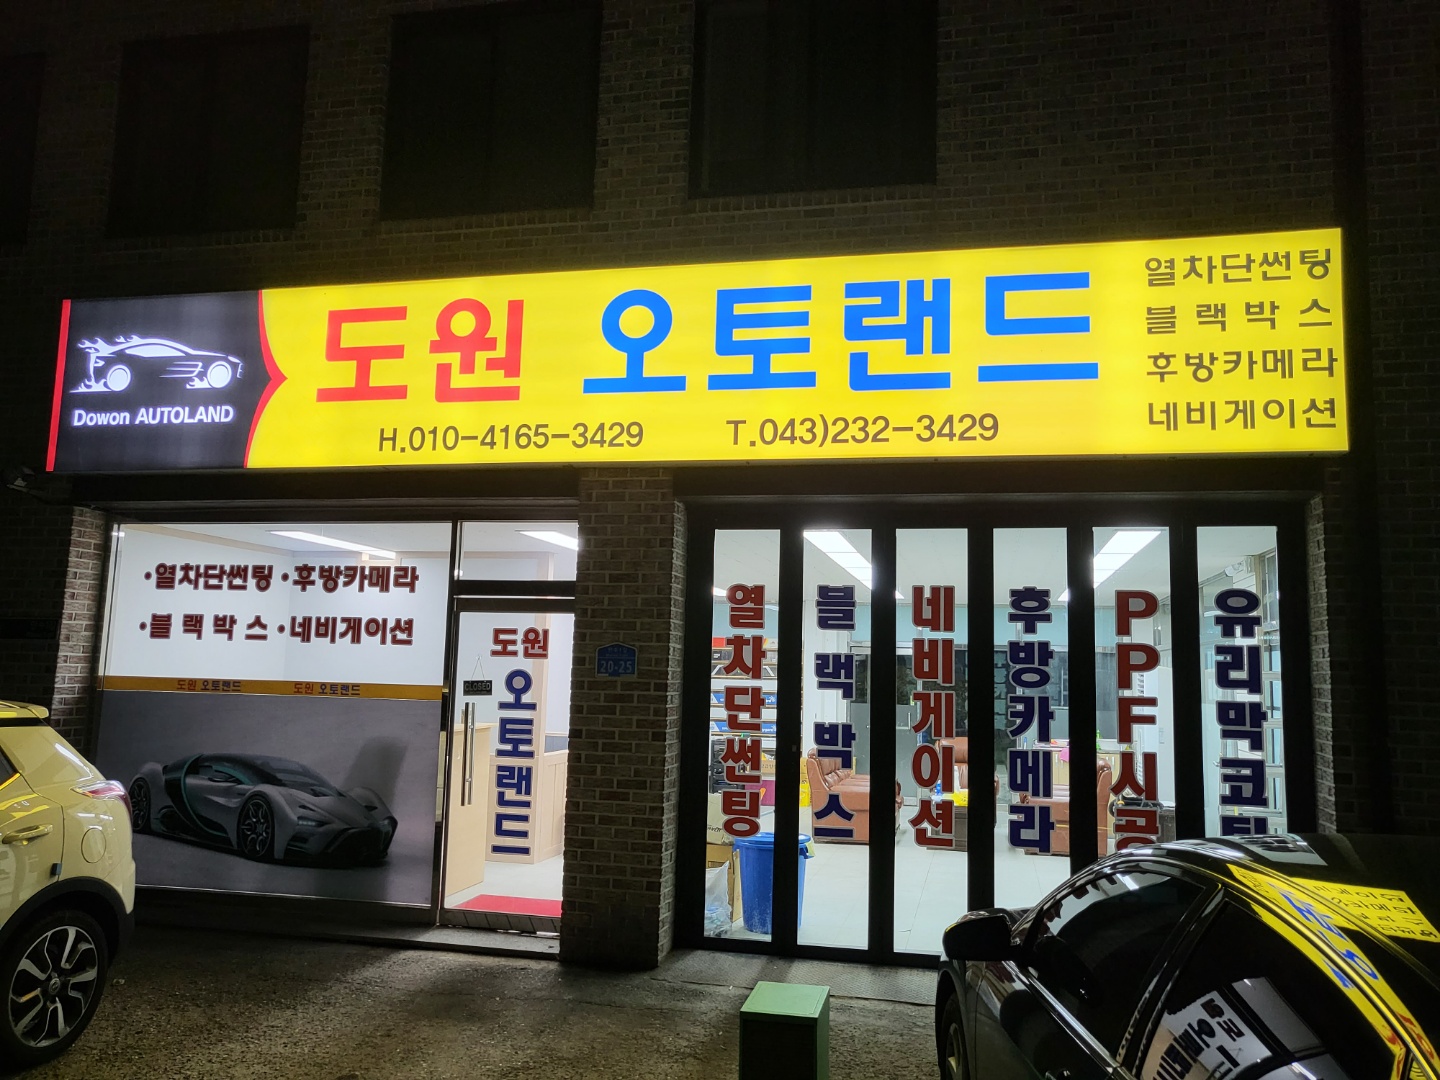 Dowon AUTOLAND
도원 오토랜드
H.010-4165-3429 T.043)232-3429
열차단썬팅
블랙박스
후방카메라
네비게이션
·열차단썬팅 ·후방카메라
·블랙박스 ·네비게이션
도원 오토랜드 도원 오토랜드
도원
오토랜드
CLOSED
20-25
열차단썬팅
블랙박스
네비게이션
후방카메라
PPF시공
유리막코팅